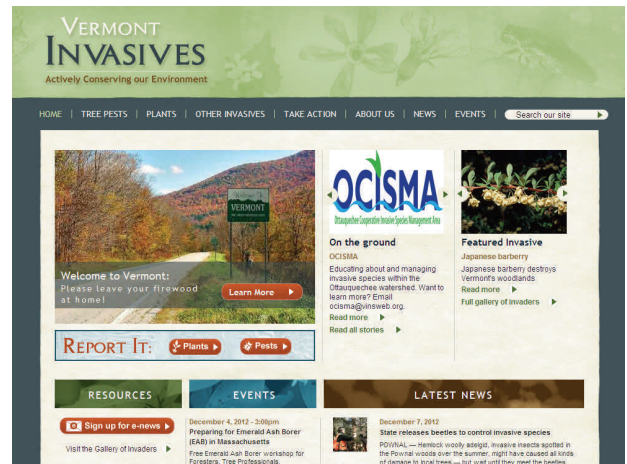 VERMONT
INVASIVES
Actively Conserving our Environment
HOME | TREE PESTS | PLANTS | OTHER INVASIVES | TAKE ACTION | ABOUT US | NEWS | EVENTS | Search our site
VERMONT
Welcome to Vermont:
Please leave your firewood
at home!
Learn More
OCISMA
Ottauquechee Cooperative Invasive Species Management Area
On the ground
OCISMA
Educating about and managing
invasive species within the
Ottauquechee watershed. Want to
learn more? Email
ocisma@vinsweb.org.
Read more
Read all stories
Featured Invasive
Japanese barberry
Japanese barberry destroys
Vermont's woodlands.
Read more
Full gallery of invaders
REPORT IT:
Plants
Pests
RESOURCES
Sign up for e-news
Visit the Gallery of Invaders
EVENTS
December 4, 2012 - 3:00pm
Preparing for Emerald Ash Borer
(EAB) in Massachusetts
Free Emerald Ash Borer workshop for
Foresters, Tree Professionals,
LATEST NEWS
December 7, 2012
State releases beetles to control invasive species
POWNAL — Hemlock woolly adelgid, invasive insects spotted in
the Pownal woods over the summer, might have caused all kinds
of damage to local trees — but wait until they meet the beetles